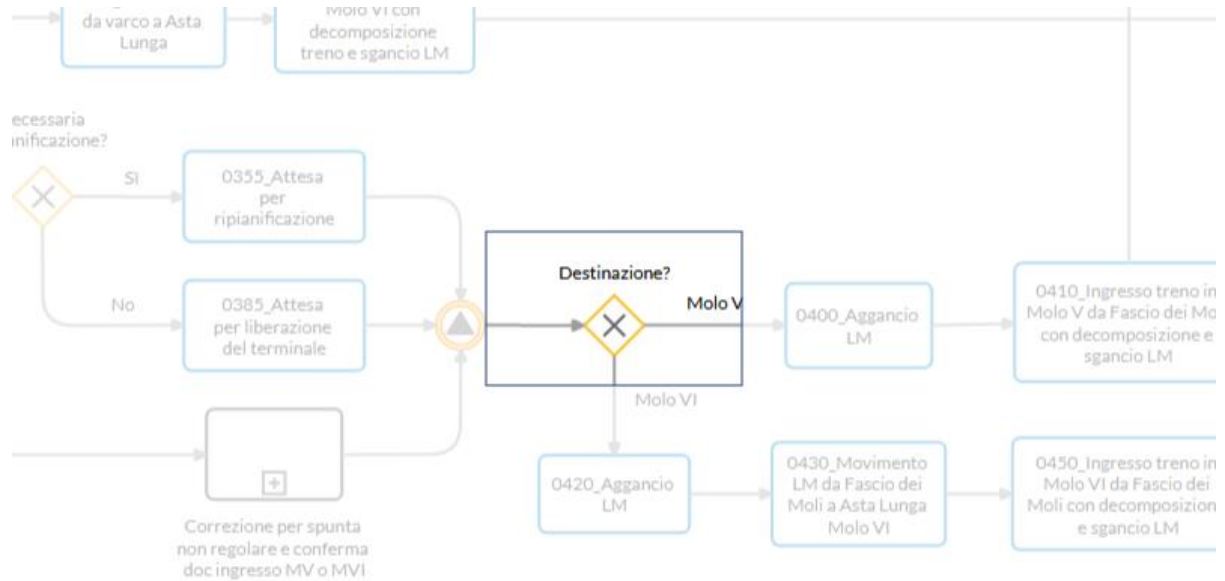 da varco a Asta
Lunga
Molo VI con
decomposizione
treno e sgancio LM
ecessaria
nificazione?
Sì
0355_Attesa
per
ripianificazione
No
0385_Attesa
per liberazione
del terminale
Destinazione?
Molo V
0400_Aggancio
LM
0410_Ingresso treno in
Molo V da Fascio dei Mo
con decomposizione e
sgancio LM
Molo VI
0420_Aggancio
LM
0430_Movimento
LM da Fascio dei
Moli a Asta Lunga
Molo VI
0450_Ingresso treno in
Molo VI da Fascio dei
Moli con decomposizion
e sgancio LM
Correzione per spunta
non regolare e conferma
doc ingresso MV o MVI